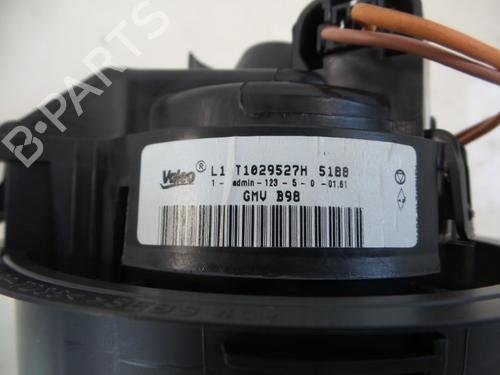 B-PARTS
Valeo ® L1 T1029527H 5188
1 - admin-123-5-0-01.61
GMV B98